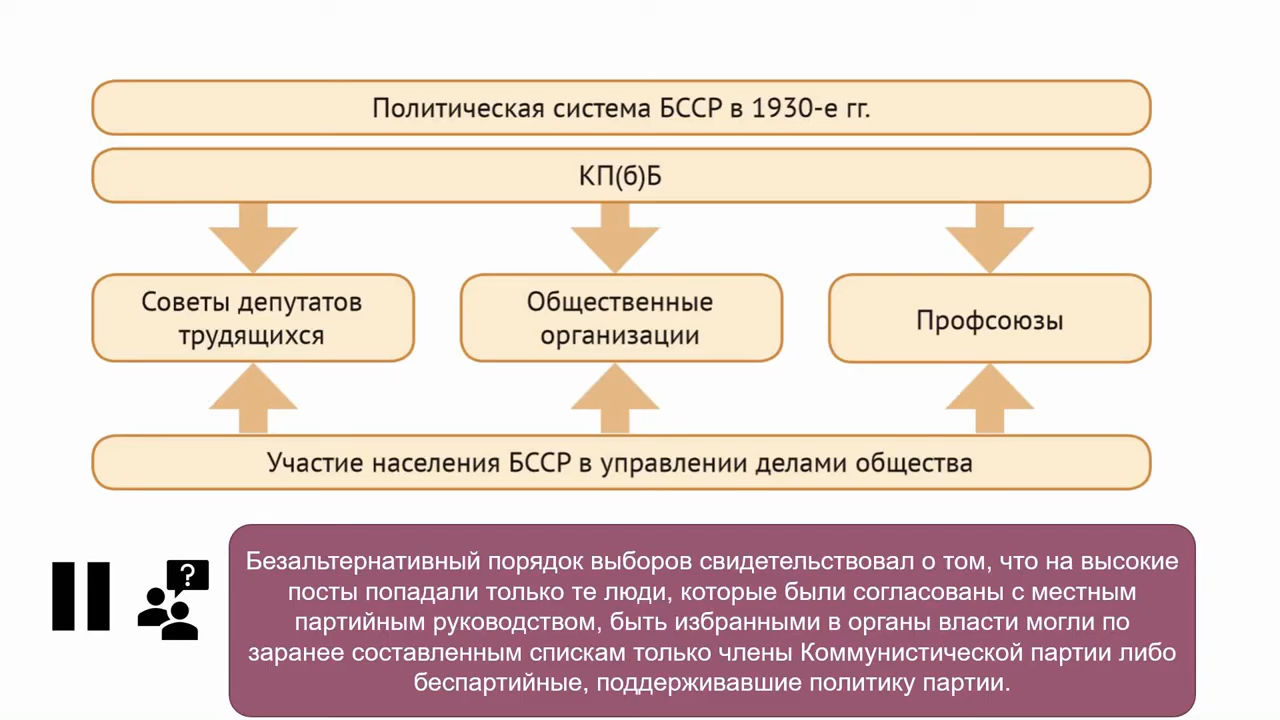 Политическая система БССР в 1930-е гг.
КП(б)Б
Советы депутатов
трудящихся
Общественные
организации
Профсоюзы
Участие населения БССР в управлении делами общества
?
Безальтернативный порядок выборов свидетельствовал о том, что на высокие
посты попадали только те люди, которые были согласованы с местным
партийным руководством, быть избранными в органы власти могли по
заранее составленным спискам только члены Коммунистической партии либо
беспартийные, поддерживавшие политику партии.